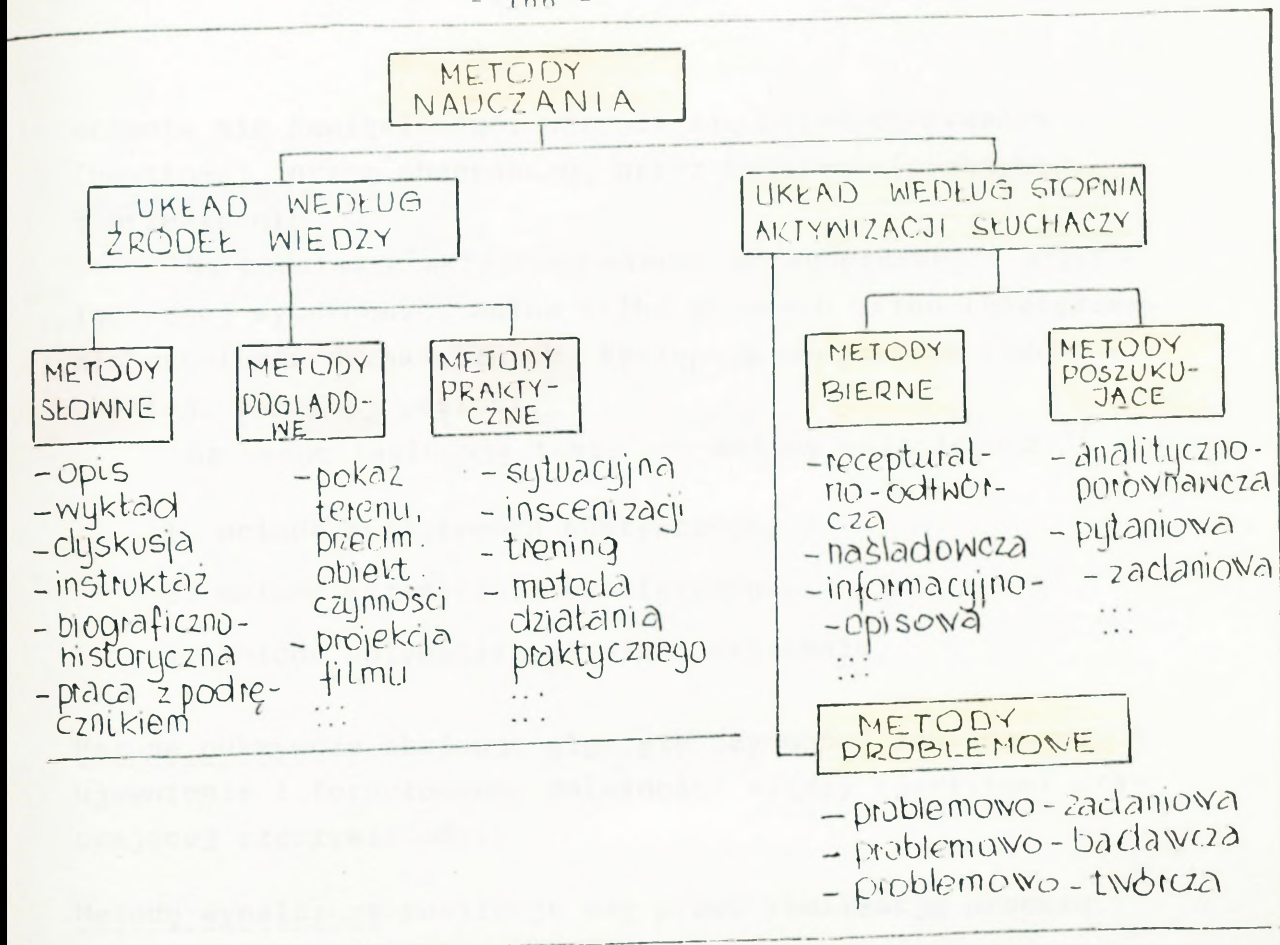 METODY
NAUCZANIA
UKŁAD WEDŁUG
ŹRÓDEŁ WIEDZY
UKŁAD WEDŁUG STOPNIA
AKTYWIZACJI SŁUCHACZY
METODY
SŁOWNE
- opis
- wykład
- dyskusja
- instruktaż
- biograficzno-
historyczna
- praca z podrę-
cznikiem
METODY
POGLĄDO-
WE
- pokaz
terenu,
przedm.
obiekt
czynności
- projekcja
filmu
...
METODY
PRAKTY-
CZNE
- sytuacyjna
- inscenizacji
- trening
- metoda
działania
praktycznego
...
METODY
BIERNE
- receptural-
no-odtwór-
cza
- naśladowcza
- informacyjno-
- opisowa
...
METODY
POSZUKU-
JĄCE
- analityczno-
porównawcza
- pytaniowa
- zadaniowa
...
METODY
PROBLEMOWE
- problemowo - zadaniowa
- problemowo - badawcza
- problemowo - twórcza